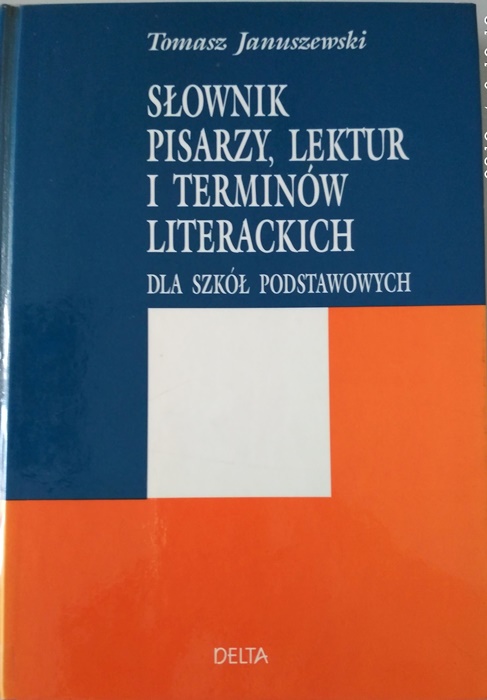 Tomasz Januszewski
SŁOWNIK
PISARZY, LEKTUR
I TERMINÓW
LITERACKICH
DLA SZKÓŁ PODSTAWOWYCH
DELTA